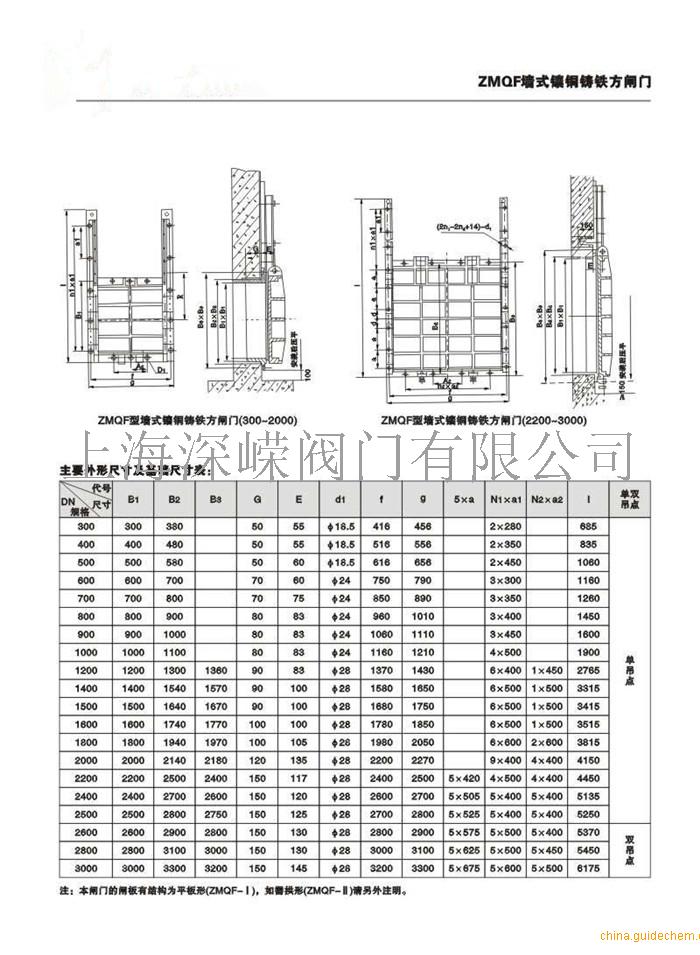 ZMQF墙式镶铜铸铁方闸门
ZMQF型墙式镶铜铸铁方闸门(300~2000) ZMQF型墙式镶铜铸铁方闸门(2200~3000)
上海深嵘阀门有限公司
主要外形尺寸及基础尺寸表：
DN规格 代号 尺寸 B1 B2 B3 G E d1 f g 5×a N1×a1 N2×a2 l 单双吊点
300 300 380 50 55 φ18.5 416 456 2×280 685
400 400 480 50 55 φ18.5 516 556 2×350 835
500 500 580 50 60 φ18.5 616 656 2×450 1060
600 600 700 70 60 φ24 750 790 3×300 1160
700 700 800 70 75 φ24 850 890 3×350 1260
800 800 900 80 83 φ24 960 1010 3×400 1450
900 900 1000 80 83 φ24 1060 1110 3×450 1600
1000 1000 1100 80 83 φ24 1160 1210 4×500 1900
1200 1200 1300 1360 90 83 φ28 1370 1430 6×400 1×450 2765
1400 1400 1540 1570 90 100 φ28 1580 1650 6×500 1×500 3315
1500 1500 1640 1670 90 100 φ28 1680 1750 6×500 1×500 3415
1600 1600 1740 1770 100 100 φ28 1780 1850 6×500 1×500 3515
1800 1800 1940 1970 100 105 φ28 1980 2050 6×600 2×600 3815
2000 2000 2140 2180 120 135 φ28 2200 2270 9×400 4×400 4150
2200 2200 2500 2400 150 117 φ28 2400 2500 5×420 4×500 4×400 4450
2400 2400 2700 2600 150 120 φ28 2600 2700 5×505 5×400 5×400 5135
2500 2500 2800 2750 150 125 φ28 2700 2800 5×525 5×400 5×400 5250
2600 2600 2900 2800 150 130 φ28 2800 2900 5×575 5×500 5×400 5370
2800 2800 3100 3000 150 130 φ28 3000 3100 5×625 5×500 5×450 5450
3000 3000 3300 3200 150 145 φ28 3200 3300 5×675 5×600 5×500 6175
单吊点
双吊点
注：本闸门的闸板有结构为平板形(ZMQF-Ⅰ)，如需拱形(ZMQF-Ⅱ)请另外注明。
china.guidechem.c